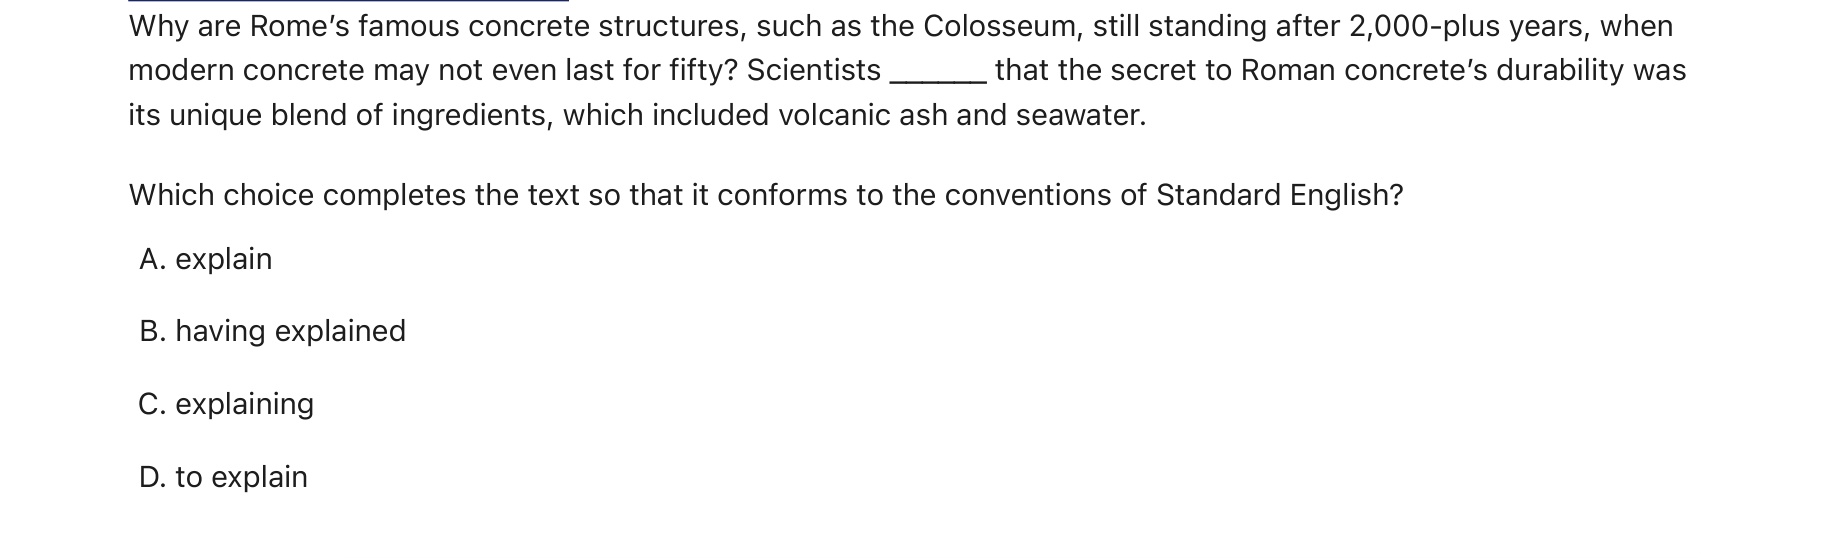 Why are Rome’s famous concrete structures, such as the Colosseum, still standing after 2,000-plus years, when
modern concrete may not even last for fifty? Scientists ______ that the secret to Roman concrete’s durability was
its unique blend of ingredients, which included volcanic ash and seawater.
Which choice completes the text so that it conforms to the conventions of Standard English?
A. explain
B. having explained
C. explaining
D. to explain